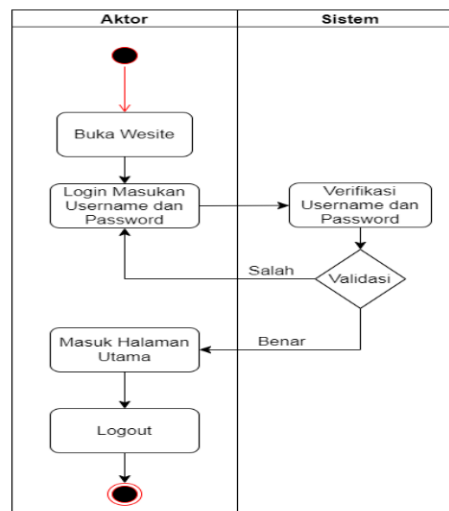 Aktor
Sistem
Buka Wesite
Login Masukan
Username dan
Password
Verifikasi
Username dan
Password
Validasi
Salah
Benar
Masuk Halaman
Utama
Logout